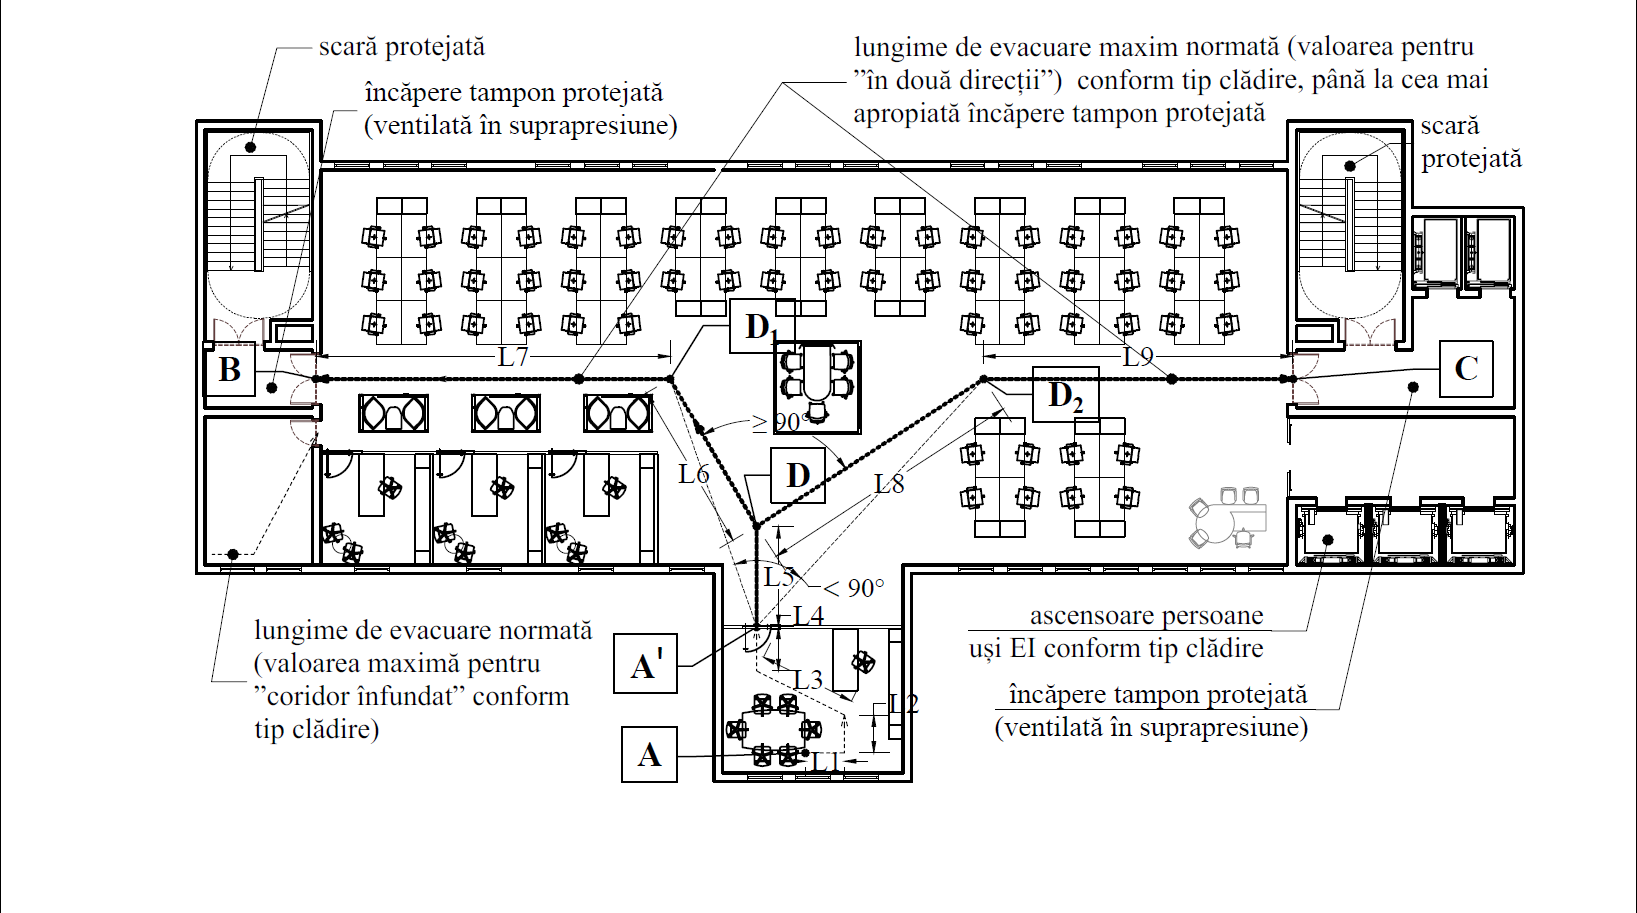 scară protejată
încăpere tampon protejată
(ventilată în suprapresiune)
lungime de evacuare maxim normată (valoarea pentru
”în două direcții”) conform tip clădire, până la cea mai
apropiată încăpere tampon protejată
scară
protejată
D₁
L7
L9
B
C
D₂
≥ 90°
L6
D
L8
L5
< 90°
L4
A'
L3
L2
A
L1
lungime de evacuare normată
(valoarea maximă pentru
”coridor înfundat” conform
tip clădire)
ascensoare persoane
uși EI conform tip clădire
încăpere tampon protejată
(ventilată în suprapresiune)